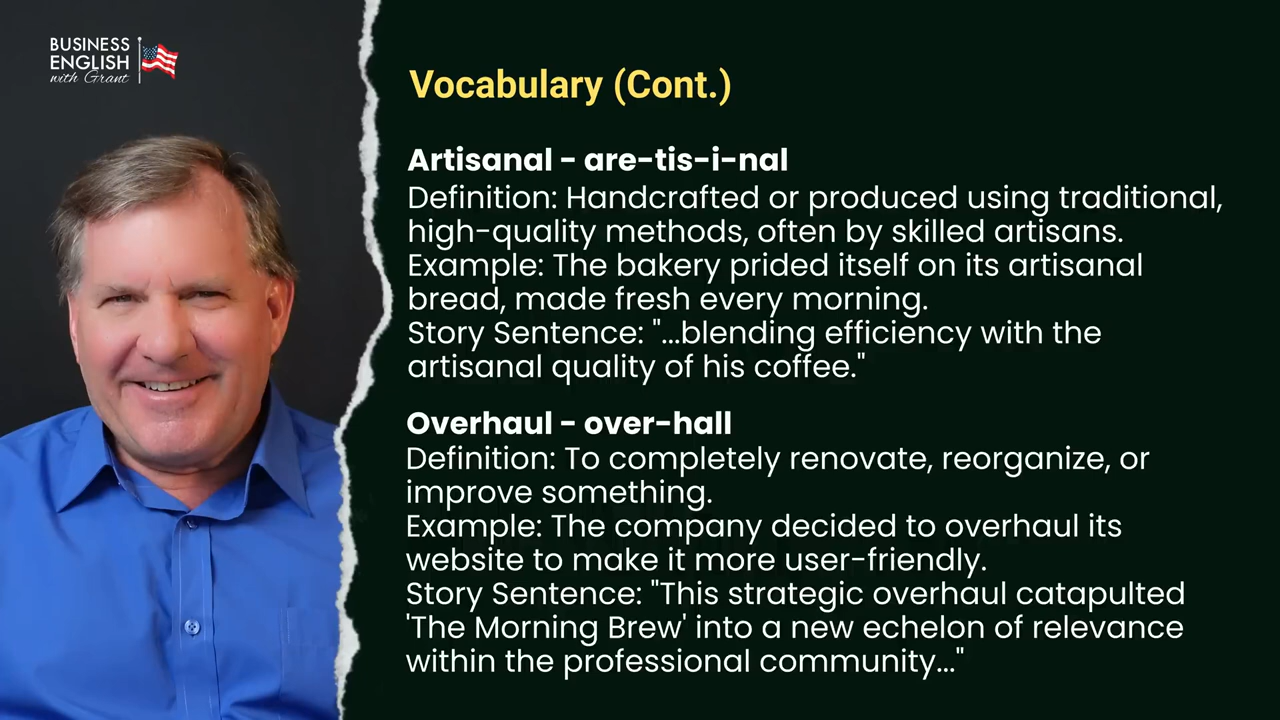 BUSINESS
ENGLISH
with Grant
Vocabulary (Cont.)
Artisanal - are-tis-i-nal
Definition: Handcrafted or produced using traditional,
high-quality methods, often by skilled artisans.
Example: The bakery prided itself on its artisanal
bread, made fresh every morning.
Story Sentence: "...blending efficiency with the
artisanal quality of his coffee."
Overhaul - over-hall
Definition: To completely renovate, reorganize, or
improve something.
Example: The company decided to overhaul its
website to make it more user-friendly.
Story Sentence: "This strategic overhaul catapulted
'The Morning Brew' into a new echelon of relevance
within the professional community..."